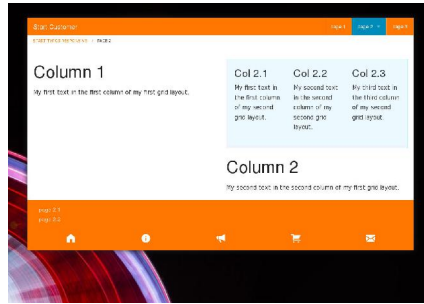 Start Customer
page 1
page 2
page 3
PAGE 2
Column 1
My first text in the first column of my first grid layout.
Col 2.1
My first text in
the first column
of my second
grid layout.
Col 2.2
My second text
in the second
column of my
second grid
layout.
Col 2.3
My third text in
the third column
of my second
grid layout.
Column 2
My second text in the second column of my first grid layout.
page 2.1
page 2.2